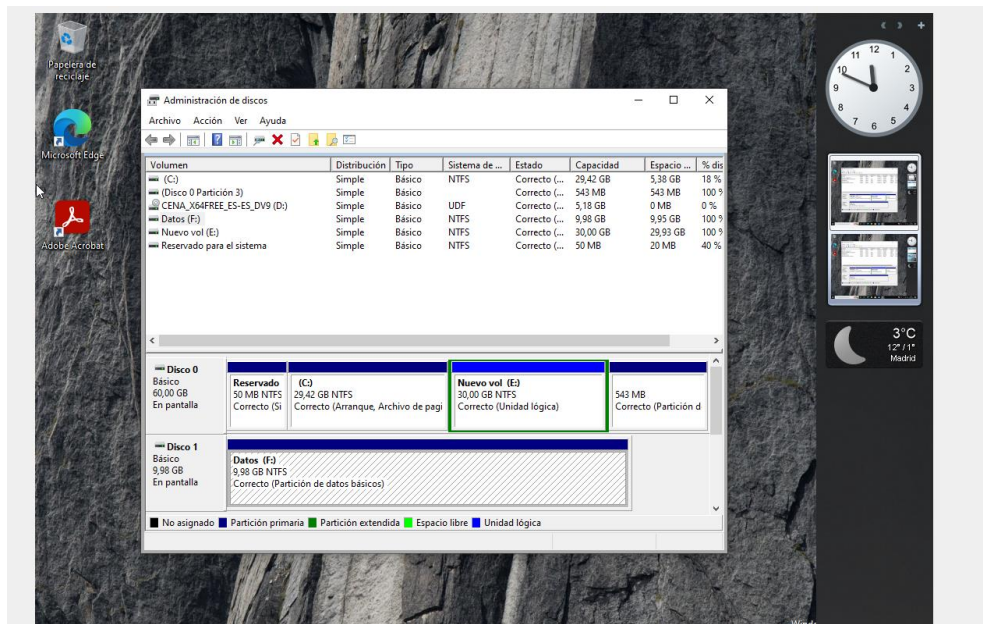 Papelera de
reciclaje
Microsoft Edge
Adobe Acrobat
Administración de discos
Archivo Acción Ver Ayuda
Volumen Distribución Tipo Sistema de ... Estado Capacidad Espacio ... % dis
(C:) Simple Básico NTFS Correcto (... 29,42 GB 5,38 GB 18 %
(Disco 0 Partición 3) Simple Básico Correcto (... 543 MB 543 MB 100 %
CENA_X64FREE_ES-ES_DV9 (D:) Simple Básico UDF Correcto (... 5,18 GB 0 MB 0 %
Datos (F:) Simple Básico NTFS Correcto (... 9,98 GB 9,95 GB 100 %
Nuevo vol (E:) Simple Básico NTFS Correcto (... 30,00 GB 29,93 GB 100 %
Reservado para el sistema Simple Básico NTFS Correcto (... 50 MB 20 MB 40 %
Disco 0
Básico
60,00 GB
En pantalla
Reservado
50 MB NTFS
Correcto (Si
(C:)
29,42 GB NTFS
Correcto (Arranque, Archivo de pagi
Nuevo vol (E:)
30,00 GB NTFS
Correcto (Unidad lógica)
543 MB
Correcto (Partición d
Disco 1
Básico
9,98 GB
En pantalla
Datos (F:)
9,98 GB NTFS
Correcto (Partición de datos básicos)
No asignado Partición primaria Partición extendida Espacio libre Unidad lógica
12
11 1
10 2
9 3
8 4
7 5
6
3°C
12°/1°
Madrid